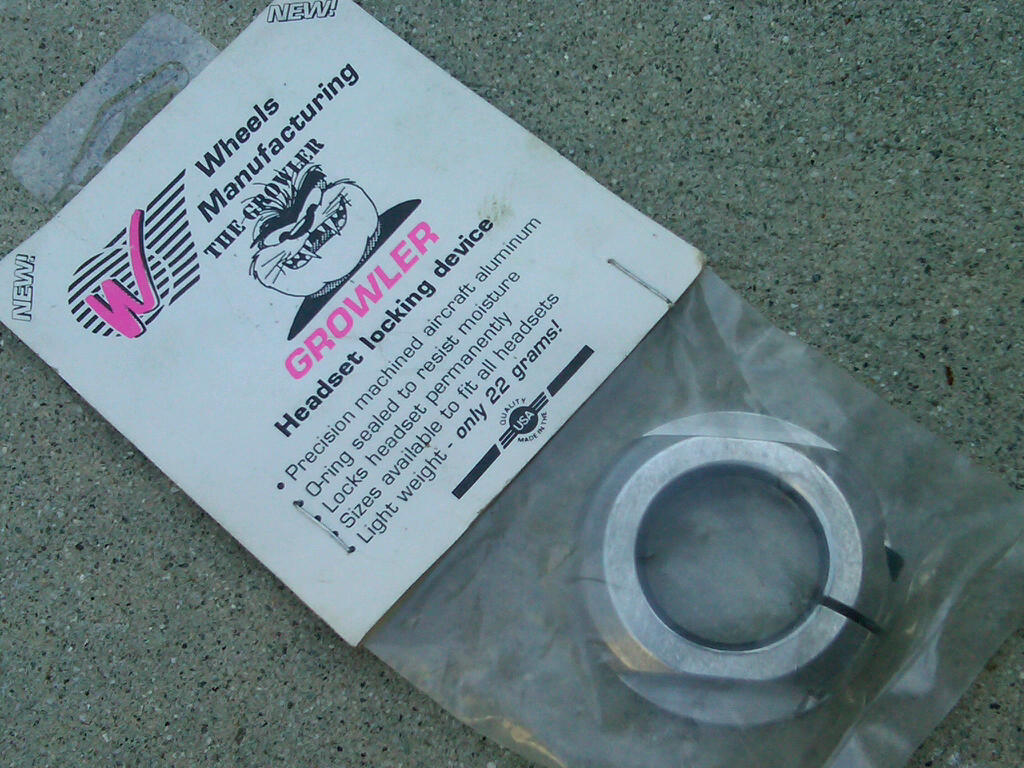 NEW!
NEW!
W
Wheels
Manufacturing
THE GROWLER
GROWLER
Headset locking device
• Precision machined aircraft aluminum
• O-ring sealed to resist moisture
• Locks headset permanently
• Sizes available to fit all headsets
• Light weight - only 22 grams!
QUALITY
USA
MADE IN THE